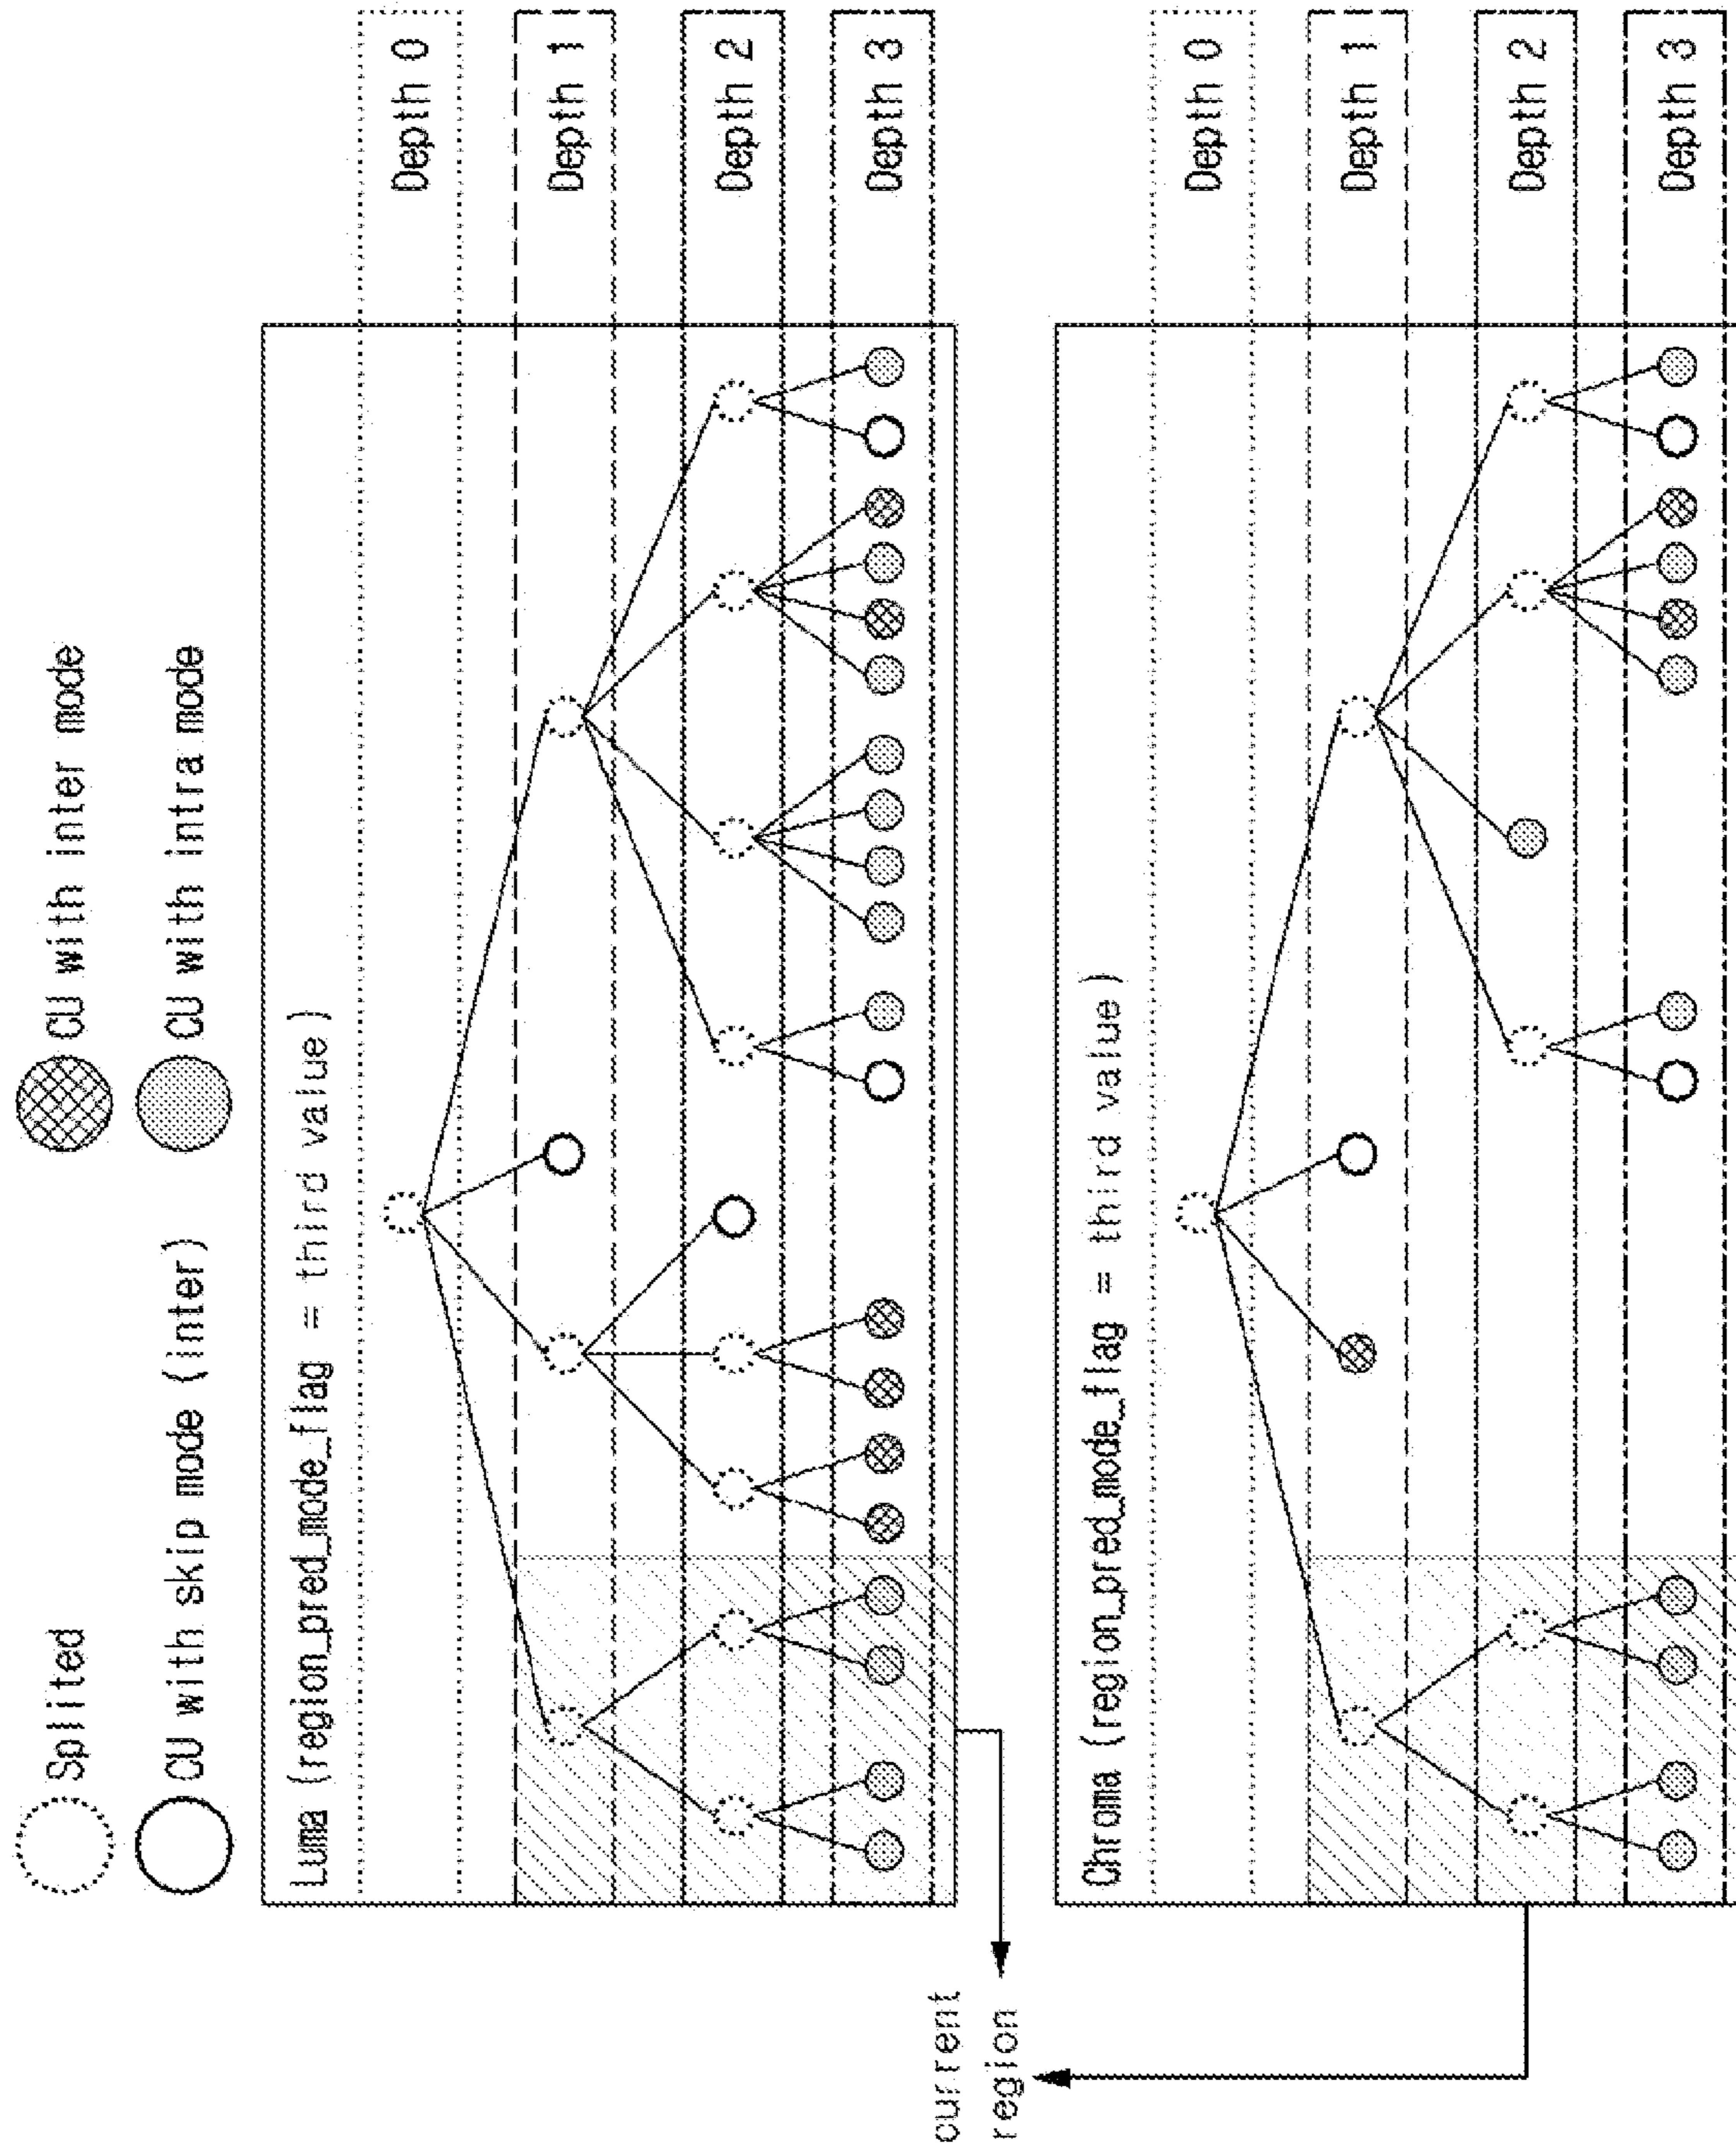 Splited
CU with inter mode
CU with skip mode (inter)
CU with intra mode
Luma (region_pred_mode_flag = third value)
Depth 0
Depth 1
Depth 2
Depth 3
current
region
Chroma (region_pred_mode_flag = third value)
Depth 0
Depth 1
Depth 2
Depth 3